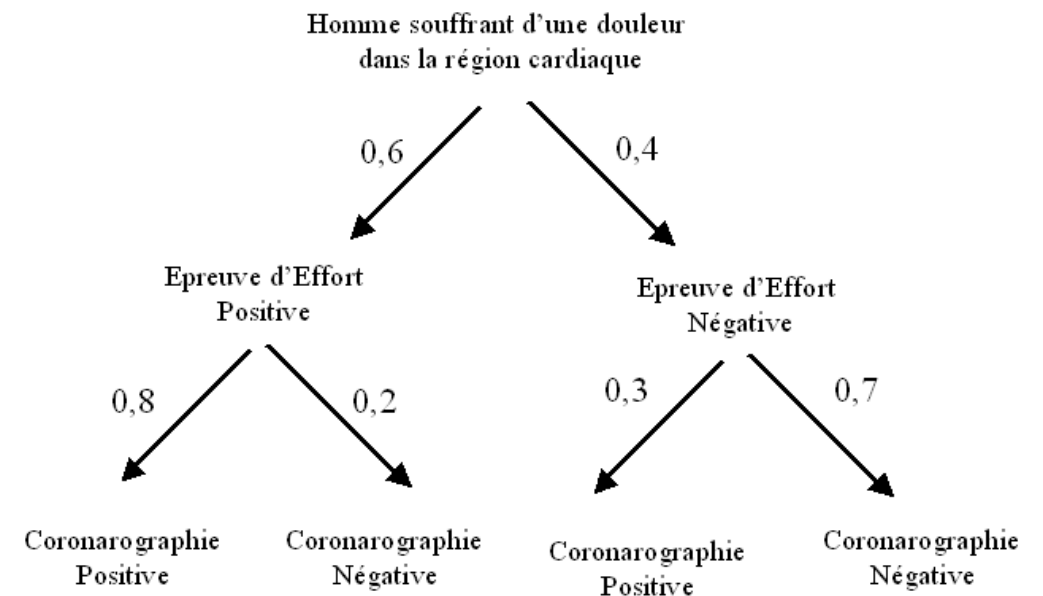 Homme souffrant d’une douleur
dans la région cardiaque
0,6
0,4
Epreuve d’Effort
Positive
Epreuve d’Effort
Négative
0,8
0,2
0,3
0,7
Coronarographie
Positive
Coronarographie
Négative
Coronarographie
Positive
Coronarographie
Négative